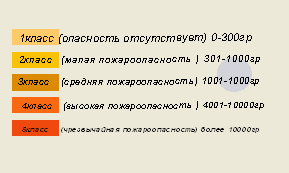 1класс (опасность отсутствувт) 0-300гр
2класс (малая пожароопасность ) 301-1000гр
3класс (средняя пожароопасность) 1001-1000гр
4класс (высокая пожароопасность ) 4001-10000гр
5класс (чрезвычайная пожароопасность) более 10000гр